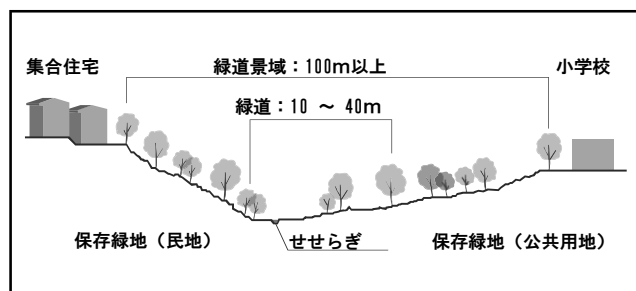 集合住宅
緑道景域：100m以上
小学校
緑道：10 ～ 40m
保存緑地（民地）
せせらぎ
保存緑地（公共用地）